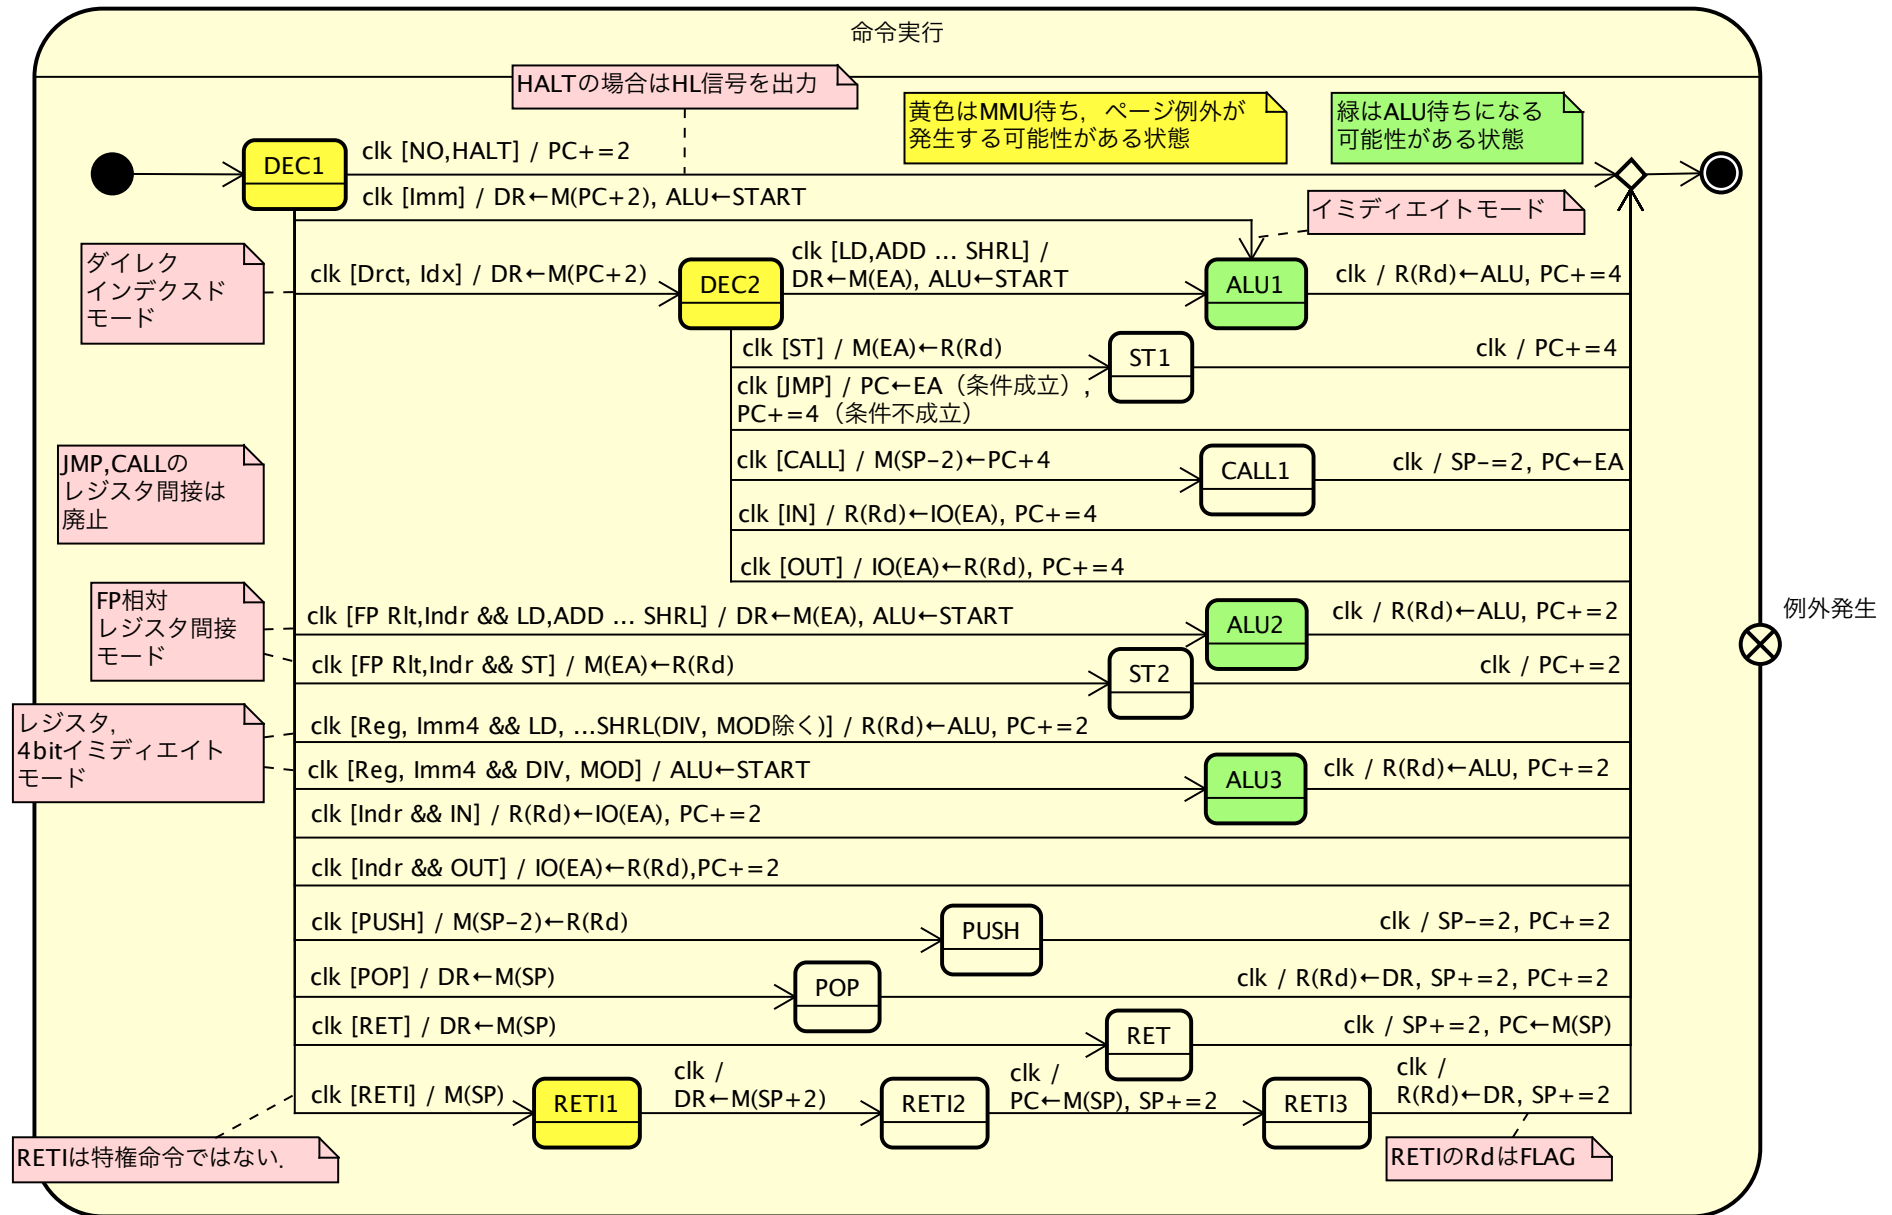 命令実行
HALTの場合はHL信号を出力
黄色はMMU待ち，ページ例外が
発生する可能性がある状態
緑はALU待ちになる
可能性がある状態
DEC1
clk [NO,HALT] / PC+=2
clk [Imm] / DR←M(PC+2), ALU←START
イミディエイトモード
ダイレク
インデクスド
モード
clk [Drct, Idx] / DR←M(PC+2)
DEC2
clk [LD,ADD ... SHRL] /
DR←M(EA), ALU←START
ALU1
clk / R(Rd)←ALU, PC+=4
clk [ST] / M(EA)←R(Rd)
ST1
clk / PC+=4
clk [JMP] / PC←EA（条件成立）,
PC+=4（条件不成立）
JMP,CALLの
レジスタ間接は
廃止
clk [CALL] / M(SP-2)←PC+4
CALL1
clk / SP-=2, PC←EA
clk [IN] / R(Rd)←IO(EA), PC+=4
clk [OUT] / IO(EA)←R(Rd), PC+=4
例外発生
FP相対
レジスタ間接
モード
clk [FP Rlt,Indr && LD,ADD ... SHRL] / DR←M(EA), ALU←START
ALU2
clk / R(Rd)←ALU, PC+=2
clk [FP Rlt,Indr && ST] / M(EA)←R(Rd)
ST2
clk / PC+=2
レジスタ,
4bitイミディエイト
モード
clk [Reg, Imm4 && LD, ...SHRL(DIV, MOD除く)] / R(Rd)←ALU, PC+=2
clk [Reg, Imm4 && DIV, MOD] / ALU←START
ALU3
clk / R(Rd)←ALU, PC+=2
clk [Indr && IN] / R(Rd)←IO(EA), PC+=2
clk [Indr && OUT] / IO(EA)←R(Rd),PC+=2
clk [PUSH] / M(SP-2)←R(Rd)
PUSH
clk / SP-=2, PC+=2
clk [POP] / DR←M(SP)
POP
clk / R(Rd)←DR, SP+=2, PC+=2
clk [RET] / DR←M(SP)
RET
clk / SP+=2, PC←M(SP)
clk [RETI] / M(SP)
RETI1
clk /
DR←M(SP+2)
RETI2
clk /
PC←M(SP), SP+=2
RETI3
clk /
R(Rd)←DR, SP+=2
RETIは特権命令ではない．
RETIのRdはFLAG